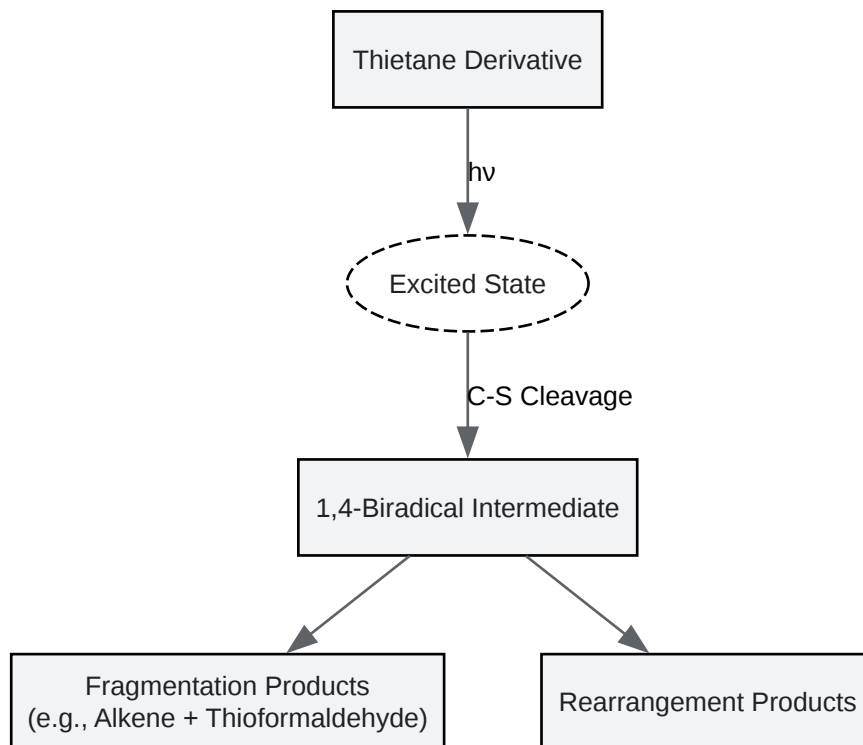 Thietane Derivative
hν
Excited State
C-S Cleavage
1,4-Biradical Intermediate
Fragmentation Products
(e.g., Alkene + Thioformaldehyde)
Rearrangement Products